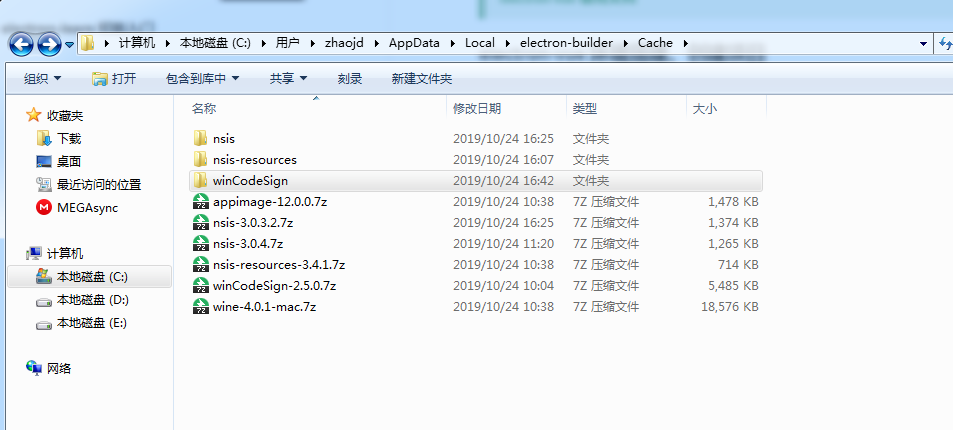 计算机 本地磁盘 (C:) 用户 zhaojd AppData Local electron-builder Cache
组织 打开 包含到库中 共享 刻录 新建文件夹
收藏夹
下载
桌面
最近访问的位置
MEGAsync
计算机
本地磁盘 (C:)
本地磁盘 (D:)
本地磁盘 (E:)
网络
名称 修改日期 类型 大小
nsis 2019/10/24 16:25 文件夹
nsis-resources 2019/10/24 16:07 文件夹
winCodeSign 2019/10/24 16:42 文件夹
appimage-12.0.0.7z 2019/10/24 10:38 7Z 压缩文件 1,478 KB
nsis-3.0.3.2.7z 2019/10/24 16:25 7Z 压缩文件 1,374 KB
nsis-3.0.4.7z 2019/10/24 11:20 7Z 压缩文件 1,265 KB
nsis-resources-3.4.1.7z 2019/10/24 10:38 7Z 压缩文件 714 KB
winCodeSign-2.5.0.7z 2019/10/24 10:04 7Z 压缩文件 5,485 KB
wine-4.0.1-mac.7z 2019/10/24 10:38 7Z 压缩文件 18,576 KB